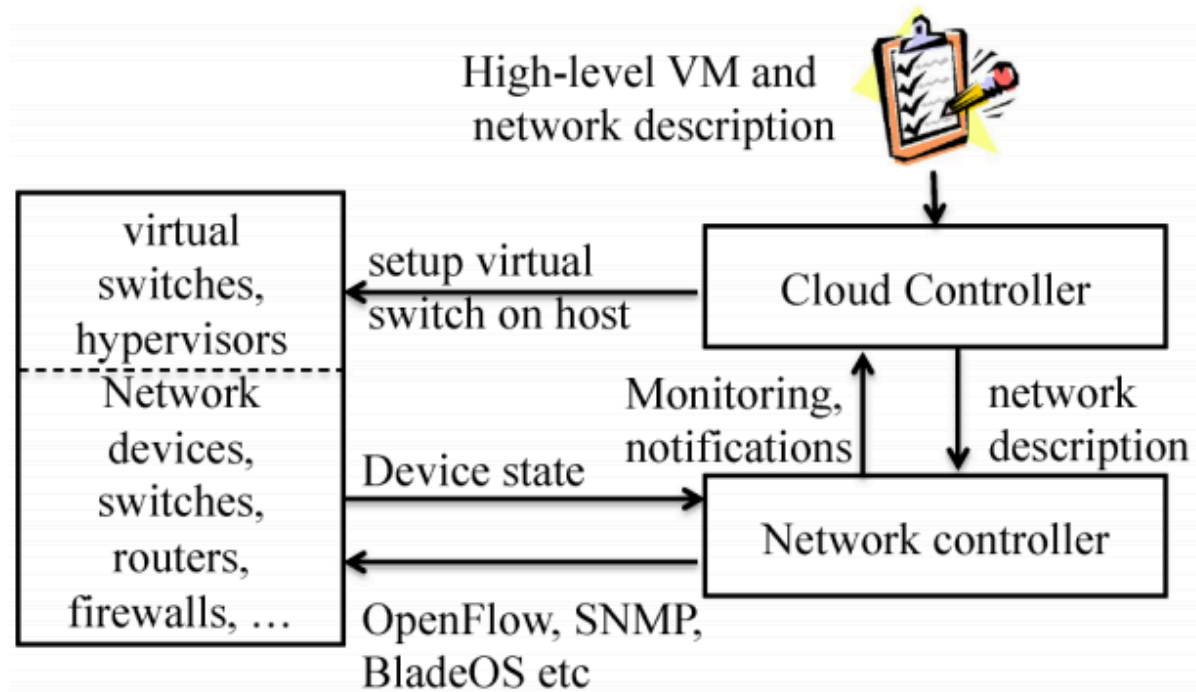 High-level VM and
network description
virtual
switches,
hypervisors
Network
devices,
switches,
routers,
firewalls, …
setup virtual
switch on host
Cloud Controller
Monitoring,
notifications
network
description
Device state
Network controller
OpenFlow, SNMP,
BladeOS etc